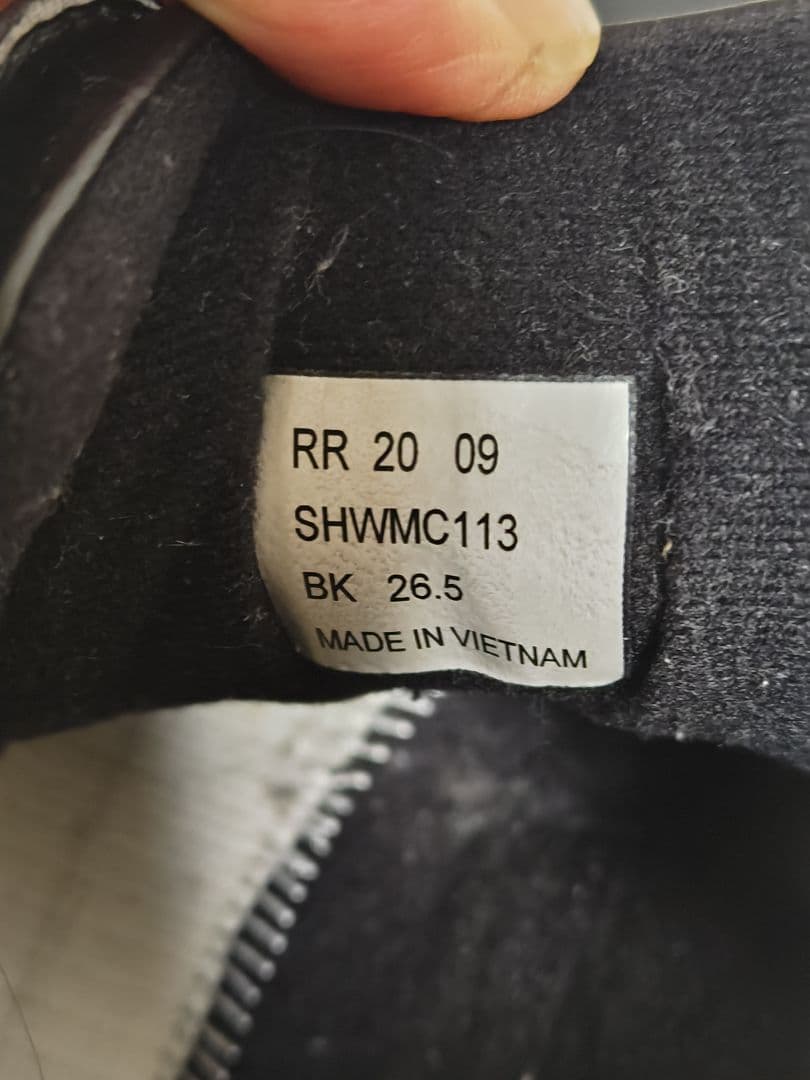 RR 20 09
SHWMC113
BK 26.5
MADE IN VIETNAM